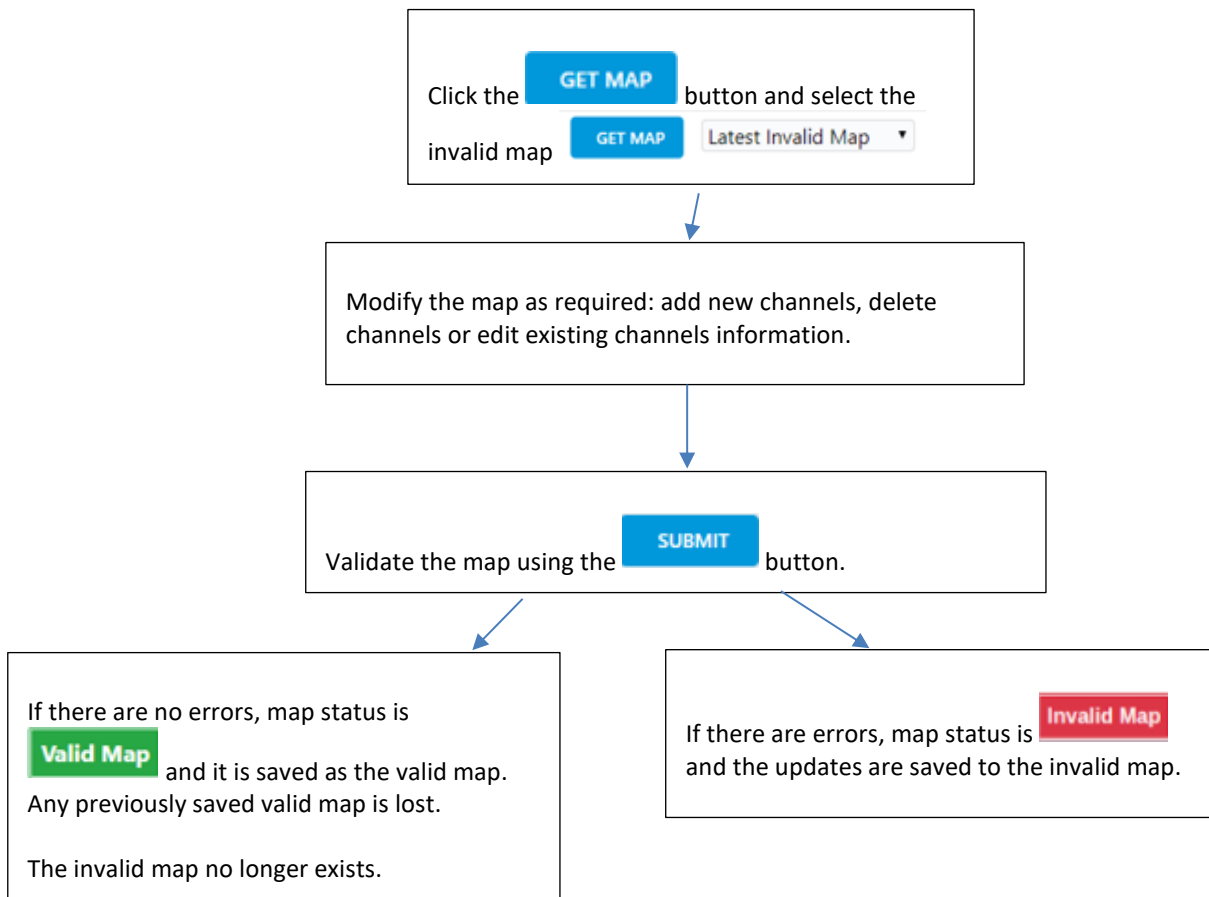 Click the GET MAP button and select the
invalid map GET MAP Latest Invalid Map
Modify the map as required: add new channels, delete
channels or edit existing channels information.
Validate the map using the SUBMIT button.
If there are no errors, map status is
Valid Map and it is saved as the valid map.
Any previously saved valid map is lost.
The invalid map no longer exists.
If there are errors, map status is Invalid Map
and the updates are saved to the invalid map.